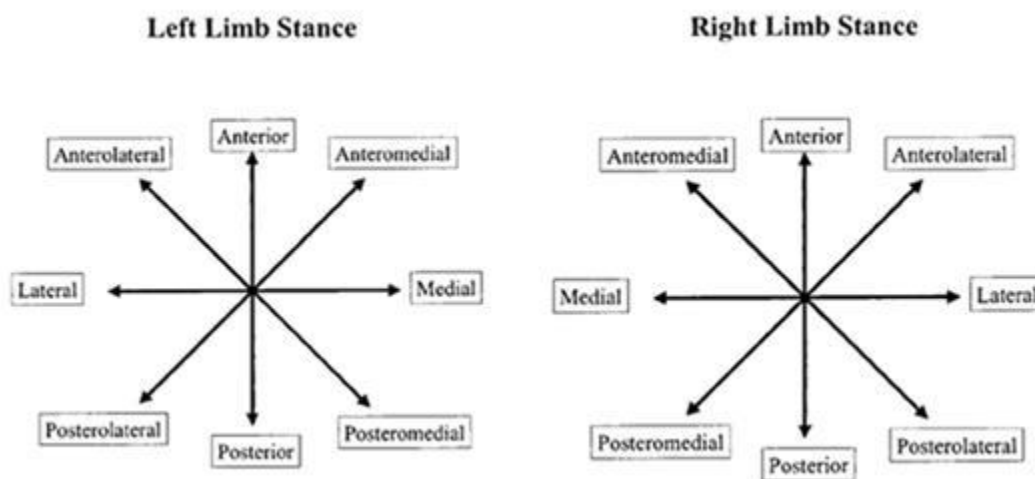 Left Limb Stance
Anterior
Anterolateral
Anteromedial
Lateral
Medial
Posterolateral
Posterior
Posteromedial
Right Limb Stance
Anterior
Anteromedial
Anterolateral
Medial
Lateral
Posteromedial
Posterior
Posterolateral